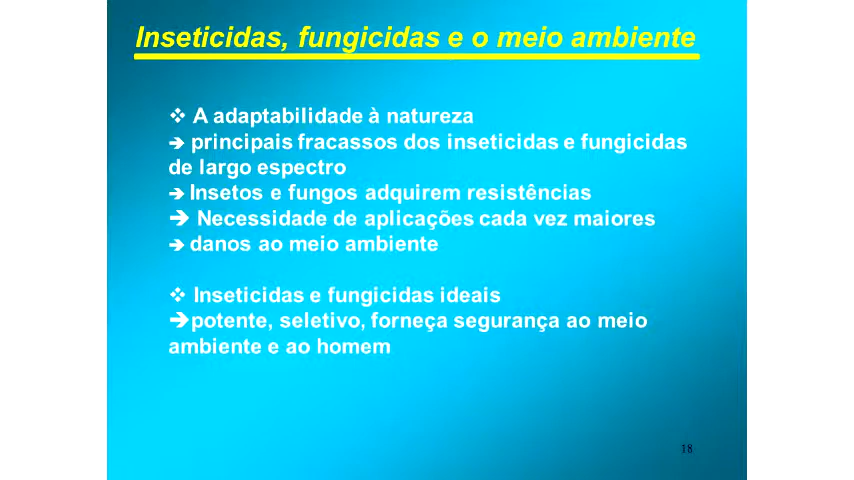 Inseticidas, fungicidas e o meio ambiente
❖ A adaptabilidade à natureza
➔ principais fracassos dos inseticidas e fungicidas
de largo espectro
➔ Insetos e fungos adquirem resistências
➔ Necessidade de aplicações cada vez maiores
➔ danos ao meio ambiente
❖ Inseticidas e fungicidas ideais
➔potente, seletivo, forneça segurança ao meio
ambiente e ao homem
18